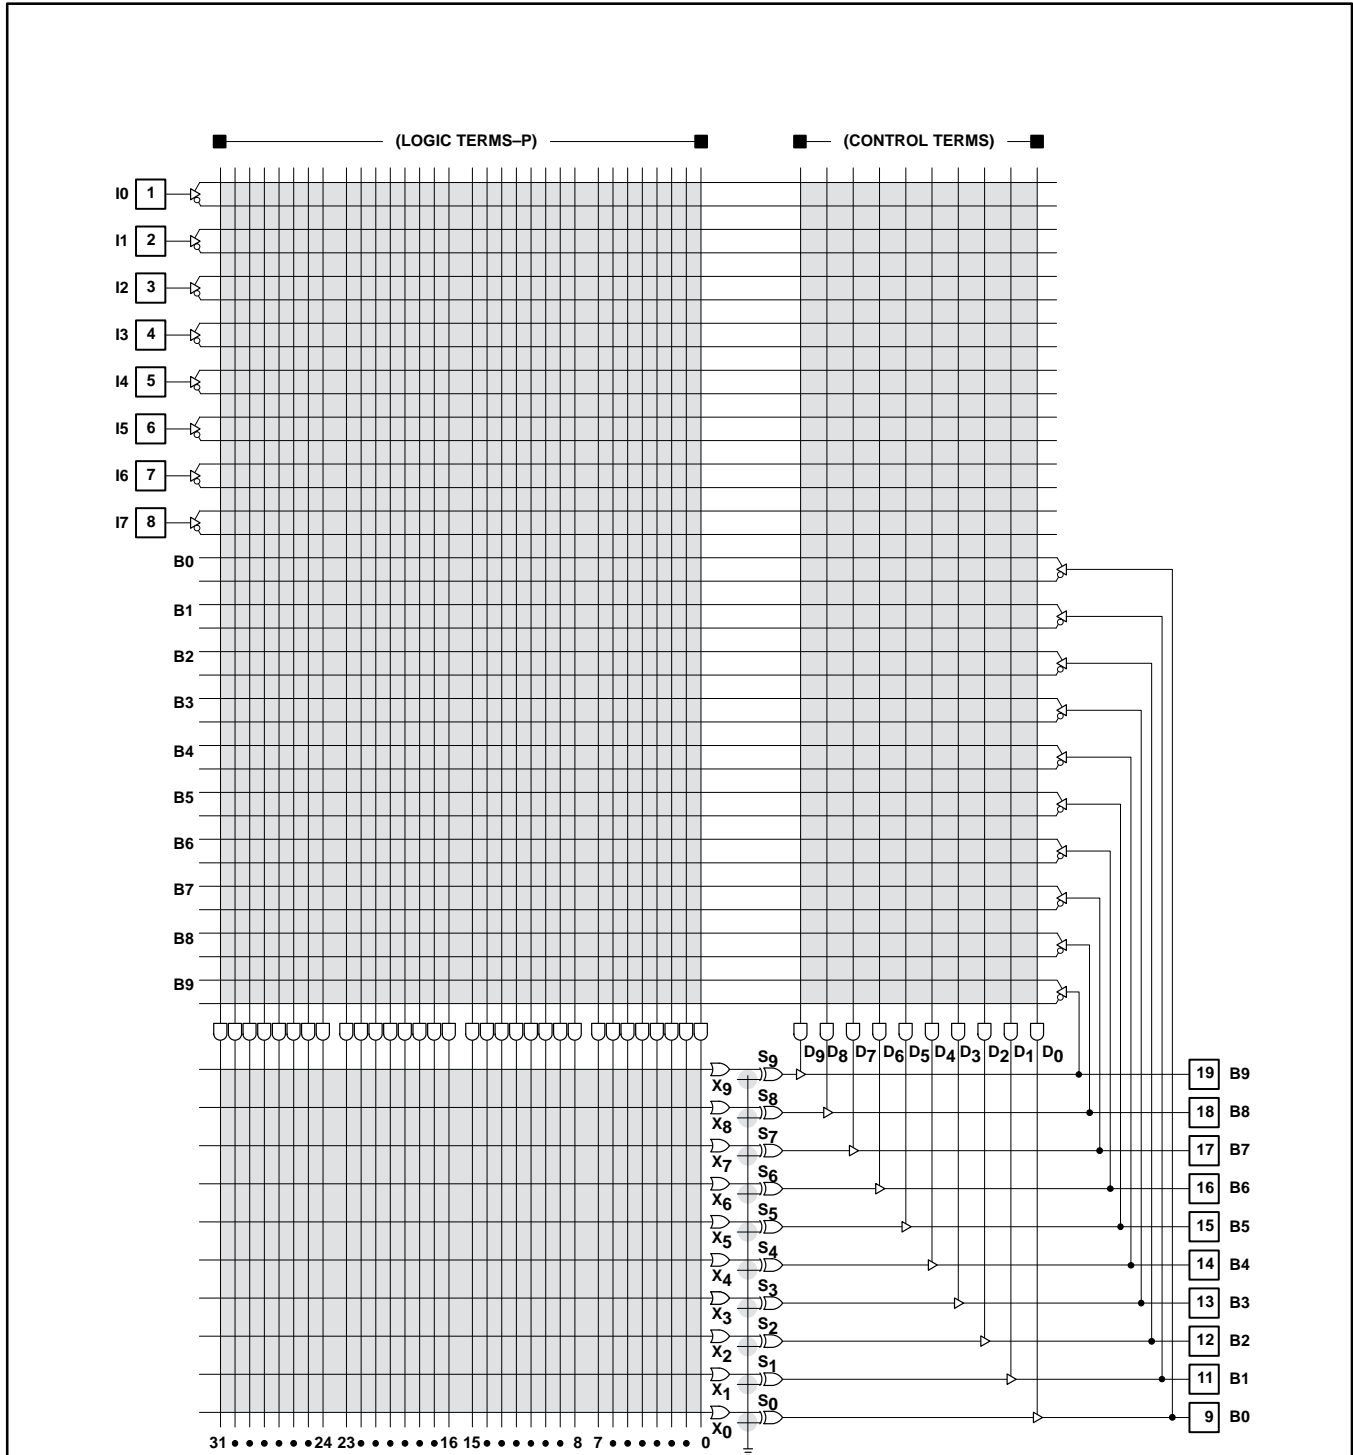 (LOGIC TERMS–P) (CONTROL TERMS)
I0 1
I1 2
I2 3
I3 4
I4 5
I5 6
I6 7
I7 8
B0
B1
B2
B3
B4
B5
B6
B7
B8
B9
D9 D8 D7 D6 D5 D4 D3 D2 D1 D0
S9
X9
19 B9
S8
X8
18 B8
S7
X7
17 B7
S6
X6
16 B6
S5
X5
15 B5
S4
X4
14 B4
S3
X3
13 B3
S2
X2
12 B2
S1
X1
11 B1
S0
X0
9 B0
31 24 23 16 15 8 7 0